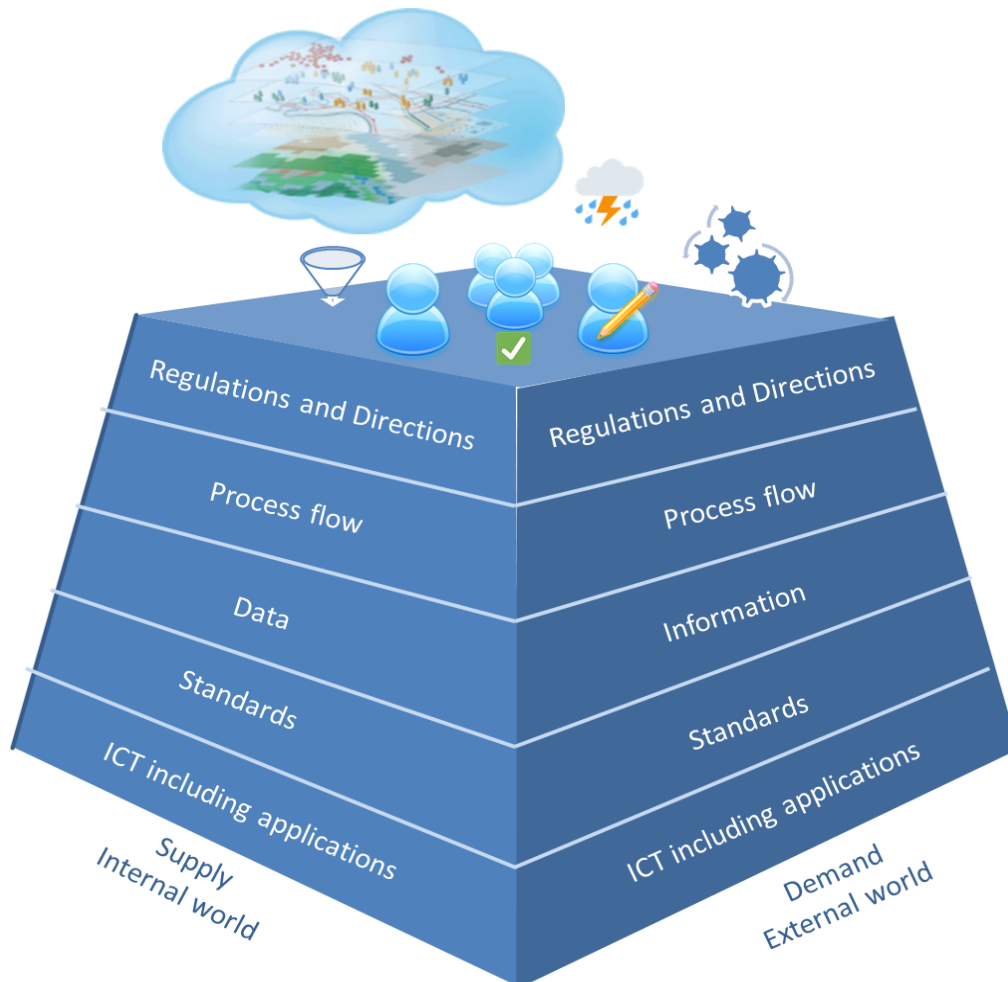 Regulations and Directions
Process flow
Data
Standards
ICT including applications
Supply
Internal world
Regulations and Directions
Process flow
Information
Standards
ICT including applications
Demand
External world